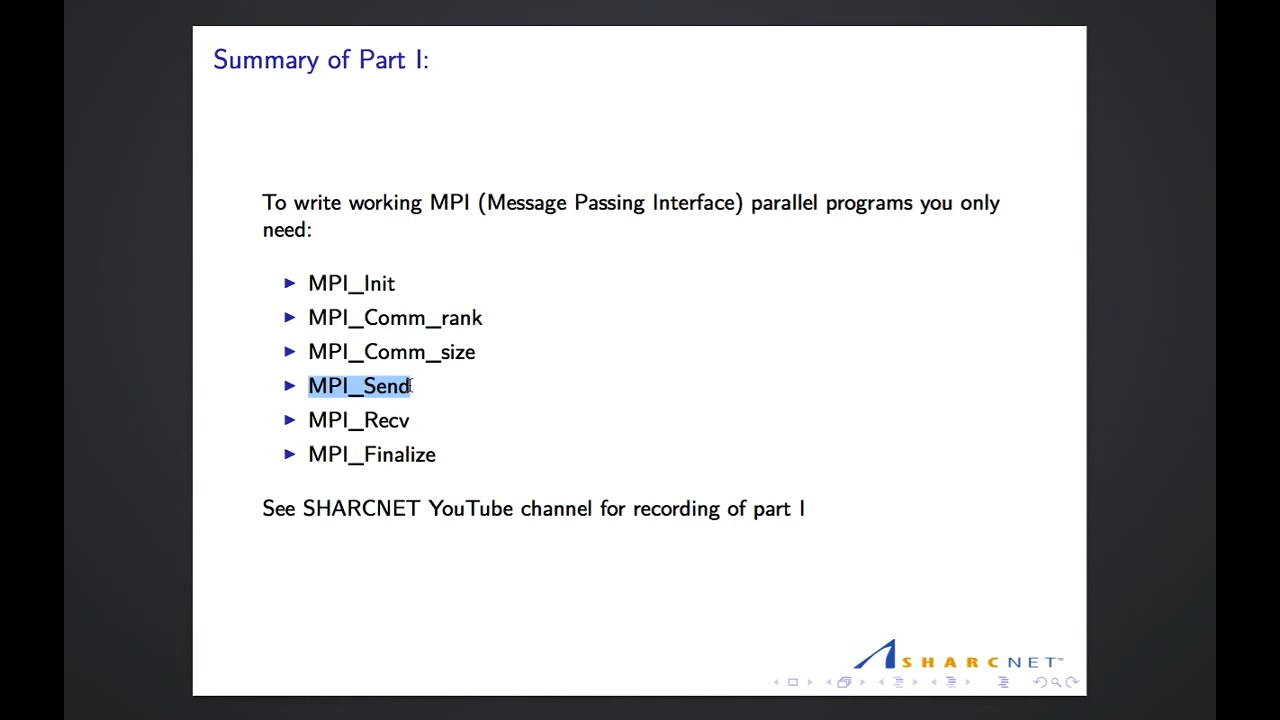 Summary of Part I:
To write working MPI (Message Passing Interface) parallel programs you only
need:
MPI_Init
MPI_Comm_rank
MPI_Comm_size
MPI_Send
MPI_Recv
MPI_Finalize
See SHARCNET YouTube channel for recording of part I
SHARCNET™